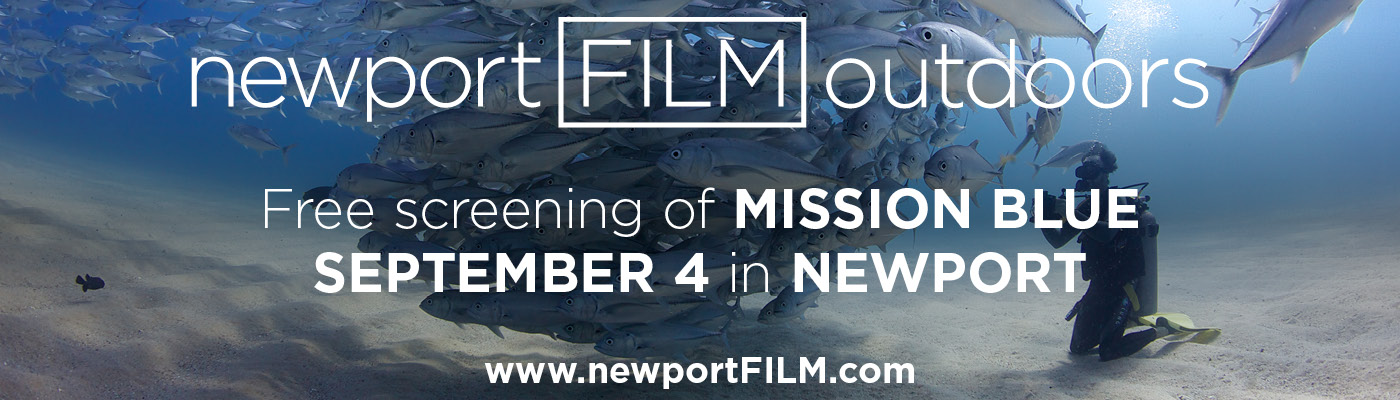 newport FILM outdoors
Free screening of MISSION BLUE
SEPTEMBER 4 in NEWPORT
www.newportFILM.com